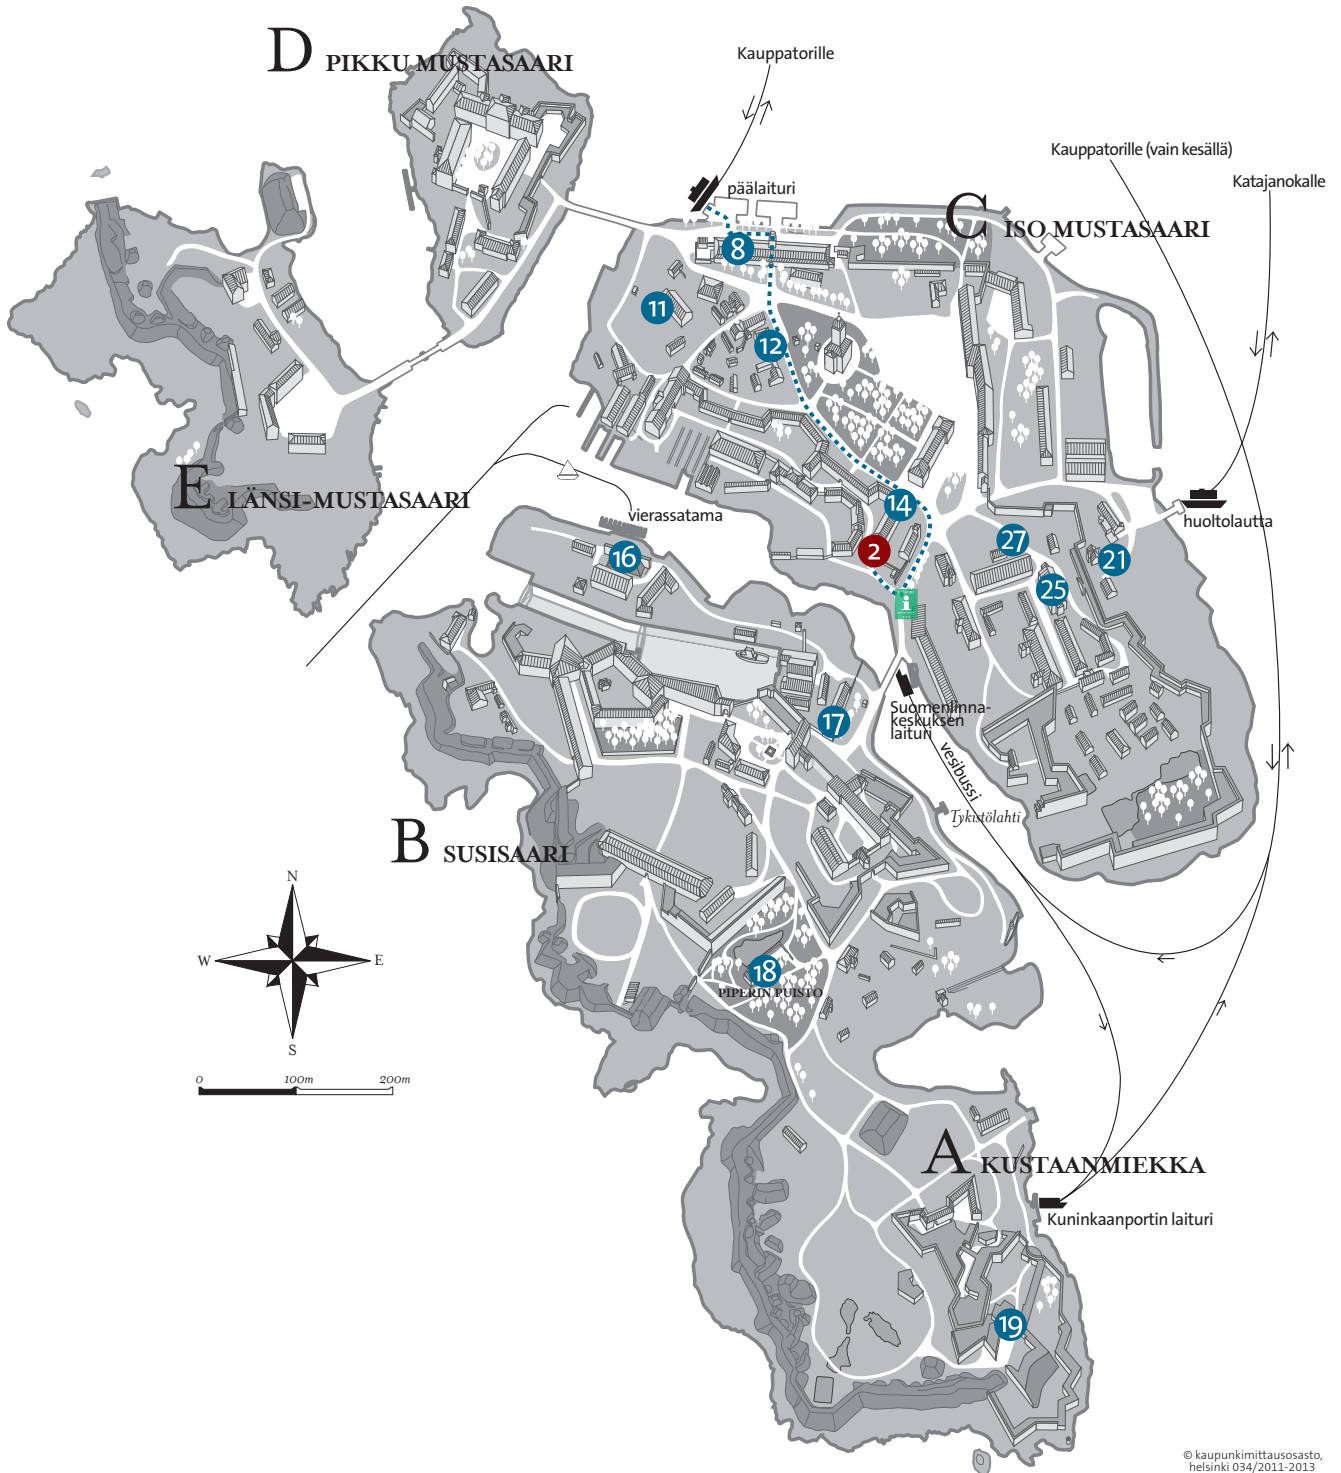 D PIKKU MUSTASAARI
Kauppatorille
Kauppatorille (vain kesällä)
Katajanokalle
päälaituri
C ISO MUSTASAARI
8
11
12
E LÄNSI-MUSTASAARI
vierassatama
14
huoltolautta
16
2
27
21
25
i
17
Suomenlinna-
keskuksen
laituri
vesibussi
Tykistölahti
B SUSISAARI
N
W
E
S
18
PIPERIN PUISTO
0 100m 200m
A KUSTAANMIEKKA
Kuninkaanportin laituri
19
© kaupunkimittausosasto,
helsinki 034/2011-2013